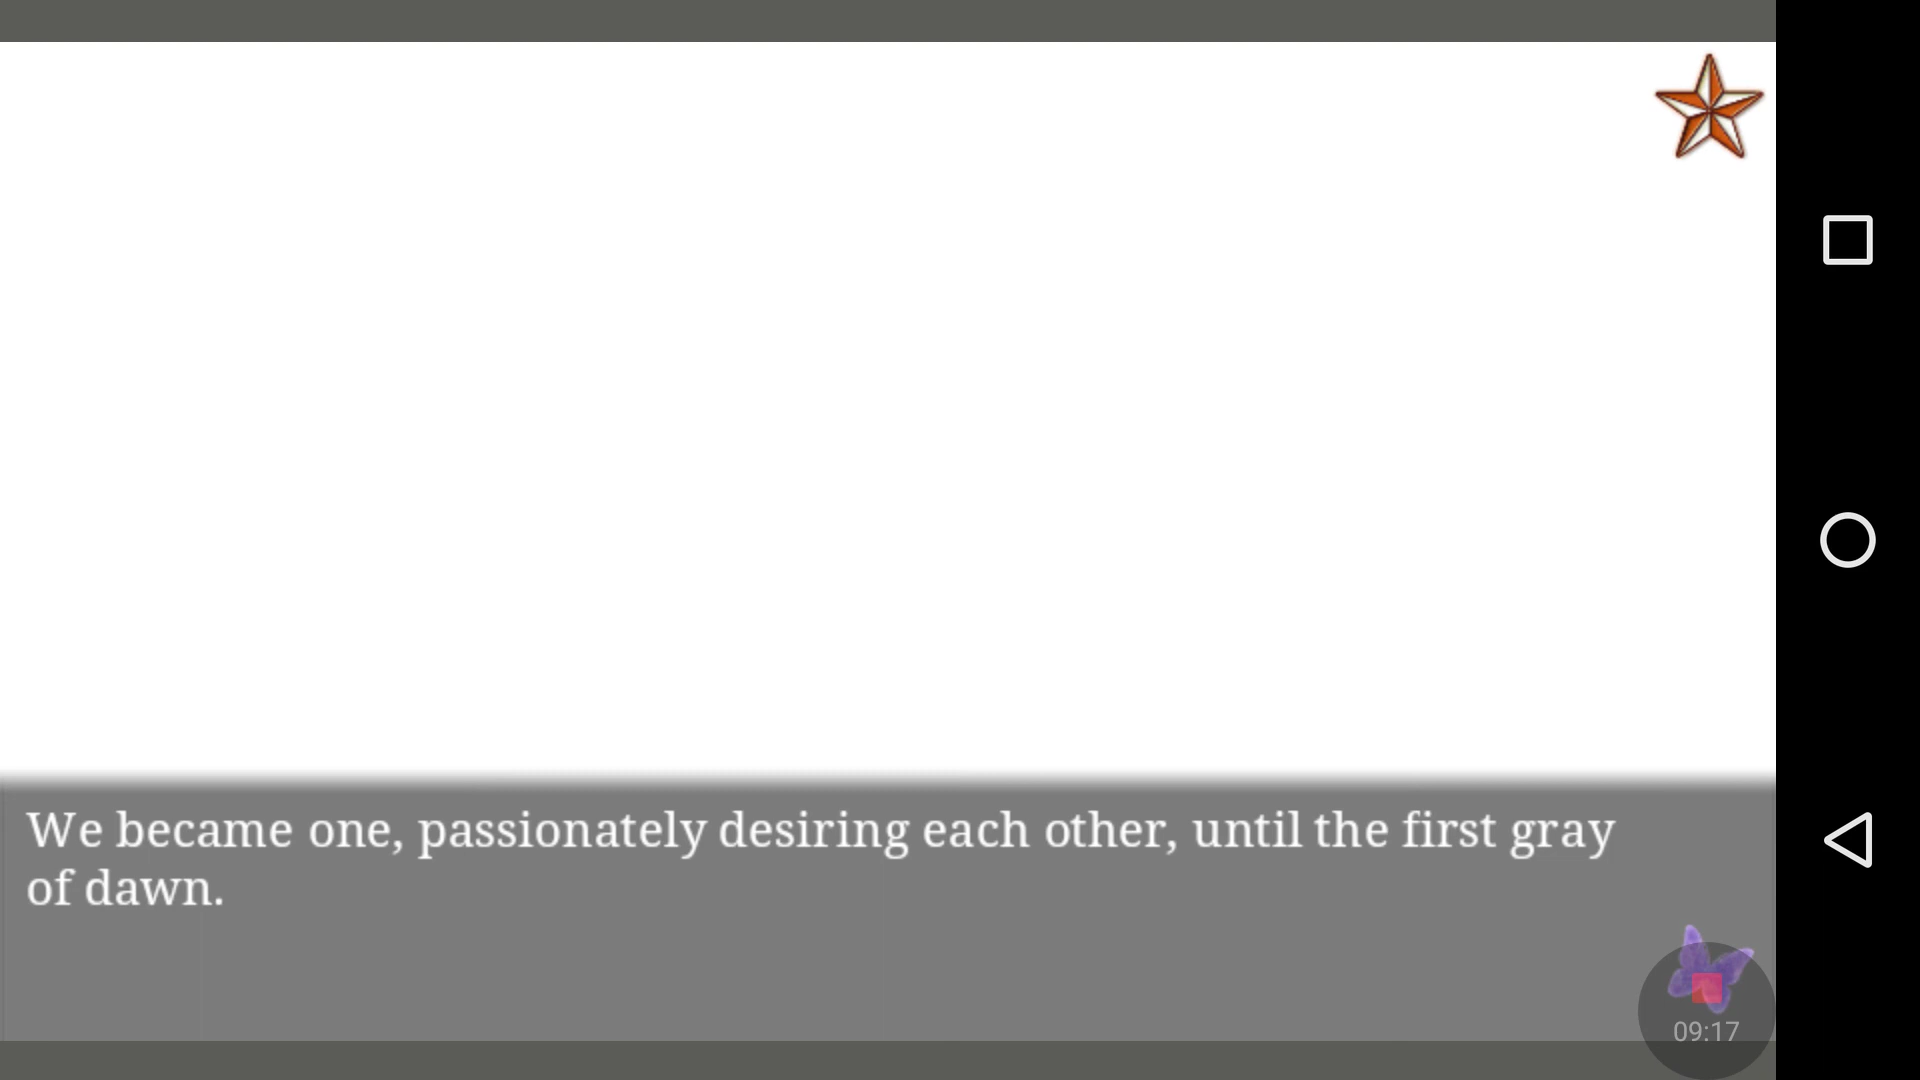 We became one, passionately desiring each other, until the first gray
of dawn.
09:17